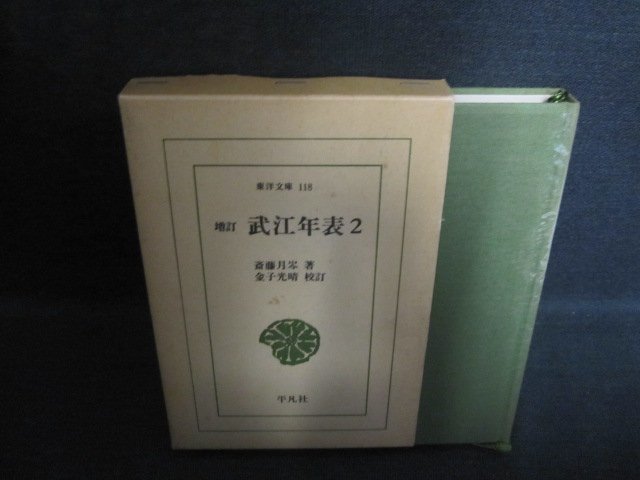 東洋文庫 118
増訂 武江年表 2
斎藤月岑 著
金子光晴 校訂
平凡社